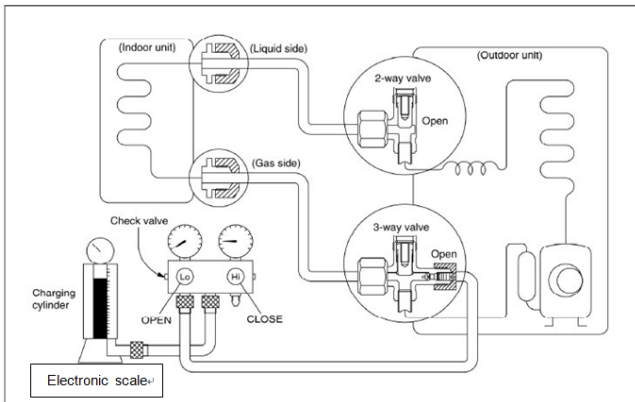 (Indoor unit)
(Liquid side)
2-way valve
(Outdoor unit)
Open
(Gas side)
3-way valve
Open
Check valve
Lo
Hi
Charging
cylinder
OPEN
CLOSE
Electronic scale